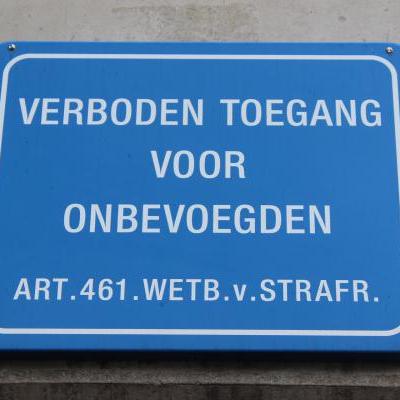 VERBODEN TOEGANG
VOOR
ONBEVOEGDEN
ART.461.WETB.v.STRAFR.